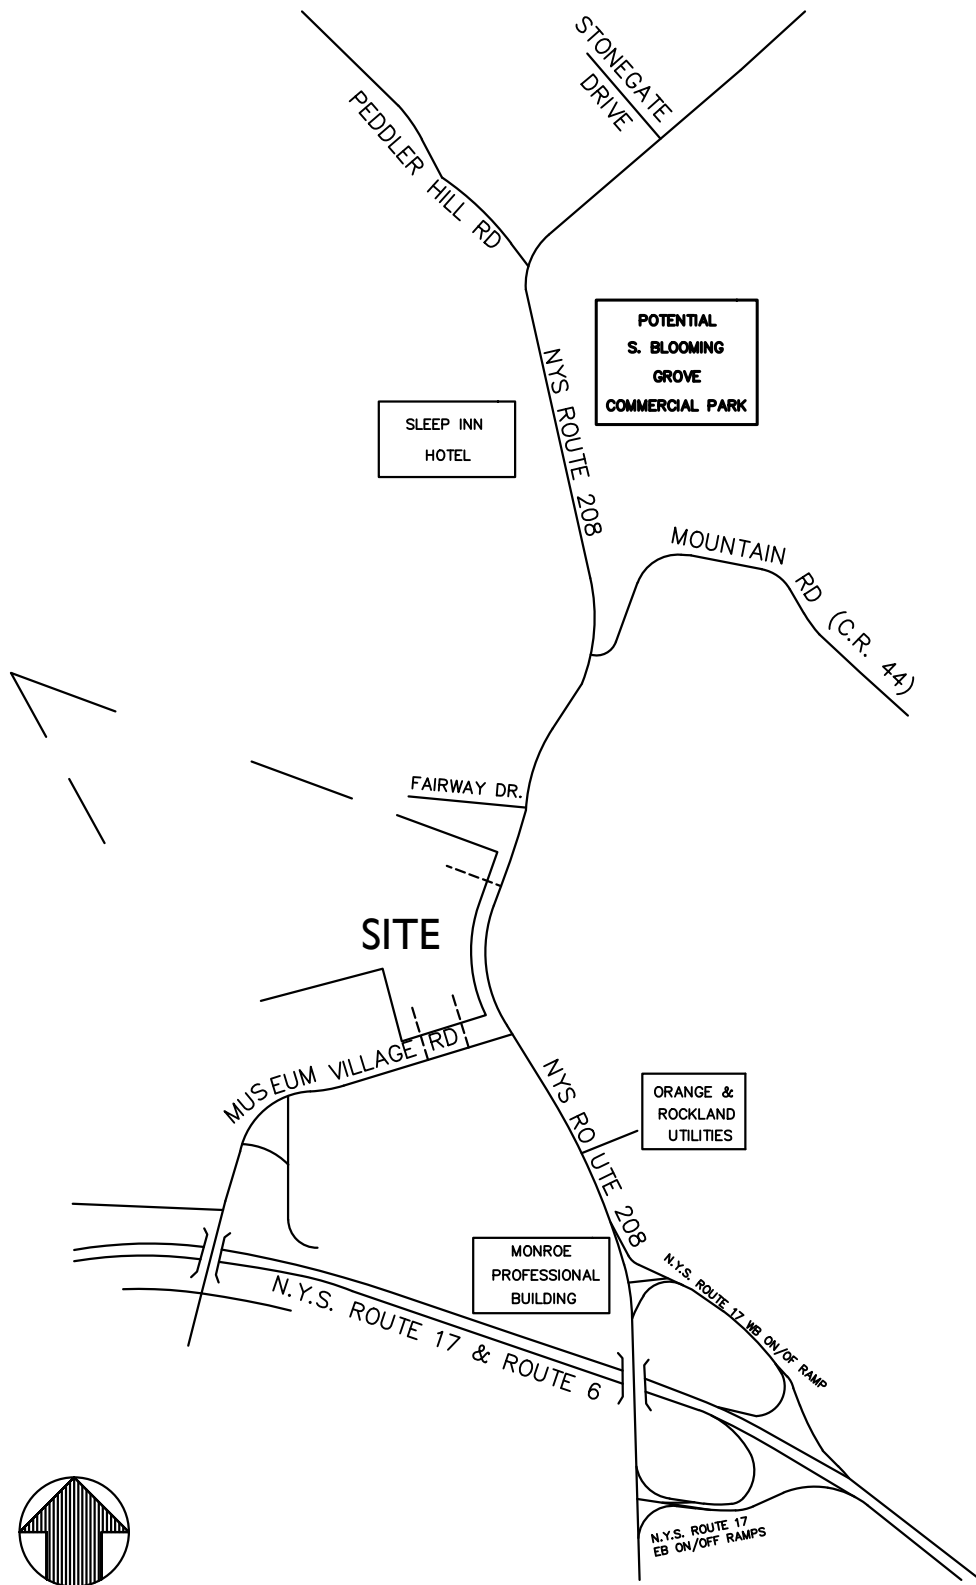 STONEGATE
DRIVE
PEDDLER HILL RD
POTENTIAL
S. BLOOMING
GROVE
COMMERCIAL PARK
NYS ROUTE 208
SLEEP INN
HOTEL
MOUNTAIN RD (C.R. 44)
FAIRWAY DR.
SITE
MUSEUM VILLAGE RD
NYS ROUTE 208
ORANGE &
ROCKLAND
UTILITIES
MONROE
PROFESSIONAL
BUILDING
N.Y.S. ROUTE 17 WB ON/OF RAMP
N.Y.S. ROUTE 17 & ROUTE 6
N.Y.S. ROUTE 17
EB ON/OFF RAMPS